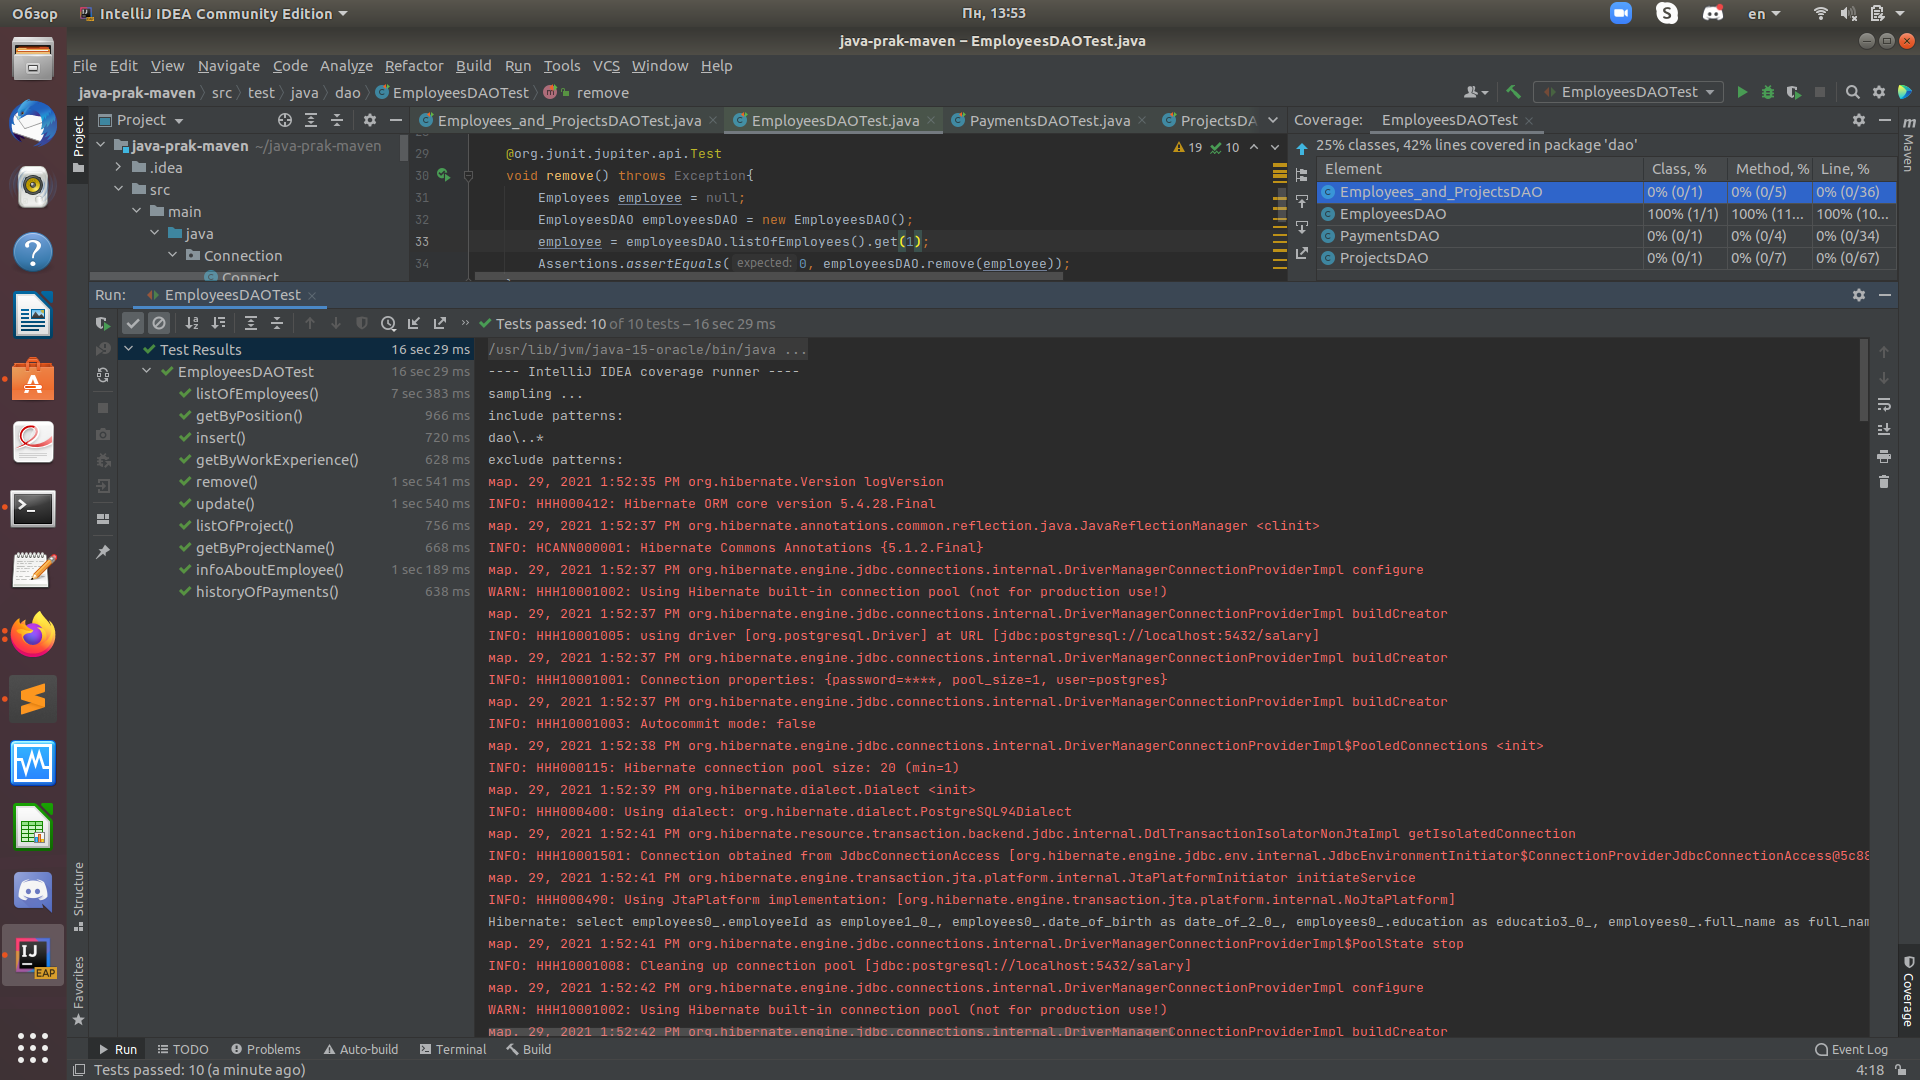 Обзор
IntelliJ IDEA Community Edition
Пн, 13:53
en
java-prak-maven – EmployeesDAOTest.java
File Edit View Navigate Code Analyze Refactor Build Run Tools VCS Window Help
java-prak-maven src test java dao EmployeesDAOTest remove
EmployeesDAOTest
Project
Employees_and_ProjectsDAOTest.java EmployeesDAOTest.java PaymentsDAOTest.java ProjectsDA
Coverage: EmployeesDAOTest
Project
Maven
java-prak-maven ~/java-prak-maven
.idea
src
main
java
Connection
Connect
19 10
29 @org.junit.jupiter.api.Test
30 void remove() throws Exception{
31 Employees employee = null;
32 EmployeesDAO employeesDAO = new EmployeesDAO();
33 employee = employeesDAO.listOfEmployees().get(1);
34 Assertions.assertEquals( expected: 0, employeesDAO.remove(employee));
25% classes, 42% lines covered in package 'dao'
Element Class, % Method, % Line, %
Employees_and_ProjectsDAO 0% (0/1) 0% (0/5) 0% (0/36)
EmployeesDAO 100% (1/1) 100% (11... 100% (10...
PaymentsDAO 0% (0/1) 0% (0/4) 0% (0/34)
ProjectsDAO 0% (0/1) 0% (0/7) 0% (0/67)
Run: EmployeesDAOTest
Tests passed: 10 of 10 tests – 16 sec 29 ms
Test Results 16 sec 29 ms
EmployeesDAOTest 16 sec 29 ms
listOfEmployees() 7 sec 383 ms
getByPosition() 966 ms
insert() 720 ms
getByWorkExperience() 628 ms
remove() 1 sec 541 ms
update() 1 sec 540 ms
listOfProject() 756 ms
getByProjectName() 668 ms
infoAboutEmployee() 1 sec 189 ms
historyOfPayments() 638 ms
/usr/lib/jvm/java-15-oracle/bin/java ...
---- IntelliJ IDEA coverage runner ----
sampling ...
include patterns:
dao\..*
exclude patterns:
мар. 29, 2021 1:52:35 PM org.hibernate.Version logVersion
INFO: HHH000412: Hibernate ORM core version 5.4.28.Final
мар. 29, 2021 1:52:37 PM org.hibernate.annotations.common.reflection.java.JavaReflectionManager <clinit>
INFO: HCANN000001: Hibernate Commons Annotations {5.1.2.Final}
мар. 29, 2021 1:52:37 PM org.hibernate.engine.jdbc.connections.internal.DriverManagerConnectionProviderImpl configure
WARN: HHH10001002: Using Hibernate built-in connection pool (not for production use!)
мар. 29, 2021 1:52:37 PM org.hibernate.engine.jdbc.connections.internal.DriverManagerConnectionProviderImpl buildCreator
INFO: HHH10001005: using driver [org.postgresql.Driver] at URL [jdbc:postgresql://localhost:5432/salary]
мар. 29, 2021 1:52:37 PM org.hibernate.engine.jdbc.connections.internal.DriverManagerConnectionProviderImpl buildCreator
INFO: HHH10001001: Connection properties: {password=****, pool_size=1, user=postgres}
мар. 29, 2021 1:52:37 PM org.hibernate.engine.jdbc.connections.internal.DriverManagerConnectionProviderImpl buildCreator
INFO: HHH10001003: Autocommit mode: false
мар. 29, 2021 1:52:38 PM org.hibernate.engine.jdbc.connections.internal.DriverManagerConnectionProviderImpl$PooledConnections <init>
INFO: HHH000115: Hibernate connection pool size: 20 (min=1)
мар. 29, 2021 1:52:39 PM org.hibernate.dialect.Dialect <init>
INFO: HHH000400: Using dialect: org.hibernate.dialect.PostgreSQL94Dialect
мар. 29, 2021 1:52:41 PM org.hibernate.resource.transaction.backend.jdbc.internal.DdlTransactionIsolatorNonJtaImpl getIsolatedConnection
INFO: HHH10001501: Connection obtained from JdbcConnectionAccess [org.hibernate.engine.jdbc.env.internal.JdbcEnvironmentInitiator$ConnectionProviderJdbcConnectionAccess@5c88
мар. 29, 2021 1:52:41 PM org.hibernate.engine.transaction.jta.platform.internal.JtaPlatformInitiator initiateService
INFO: HHH000490: Using JtaPlatform implementation: [org.hibernate.engine.transaction.jta.platform.internal.NoJtaPlatform]
Hibernate: select employees0_.employeeId as employee1_0_, employees0_.date_of_birth as date_of_2_0_, employees0_.education as educatio3_0_, employees0_.full_name as full_nam
мар. 29, 2021 1:52:41 PM org.hibernate.engine.jdbc.connections.internal.DriverManagerConnectionProviderImpl$PoolState stop
INFO: HHH10001008: Cleaning up connection pool [jdbc:postgresql://localhost:5432/salary]
мар. 29, 2021 1:52:42 PM org.hibernate.engine.jdbc.connections.internal.DriverManagerConnectionProviderImpl configure
WARN: HHH10001002: Using Hibernate built-in connection pool (not for production use!)
мар. 29, 2021 1:52:42 PM org.hibernate.engine.jdbc.connections.internal.DriverManagerConnectionProviderImpl buildCreator
Structure
Favorites
Coverage
IJ
EAP
Run TODO Problems Auto-build Terminal Build
Event Log
Tests passed: 10 (a minute ago)
4:18